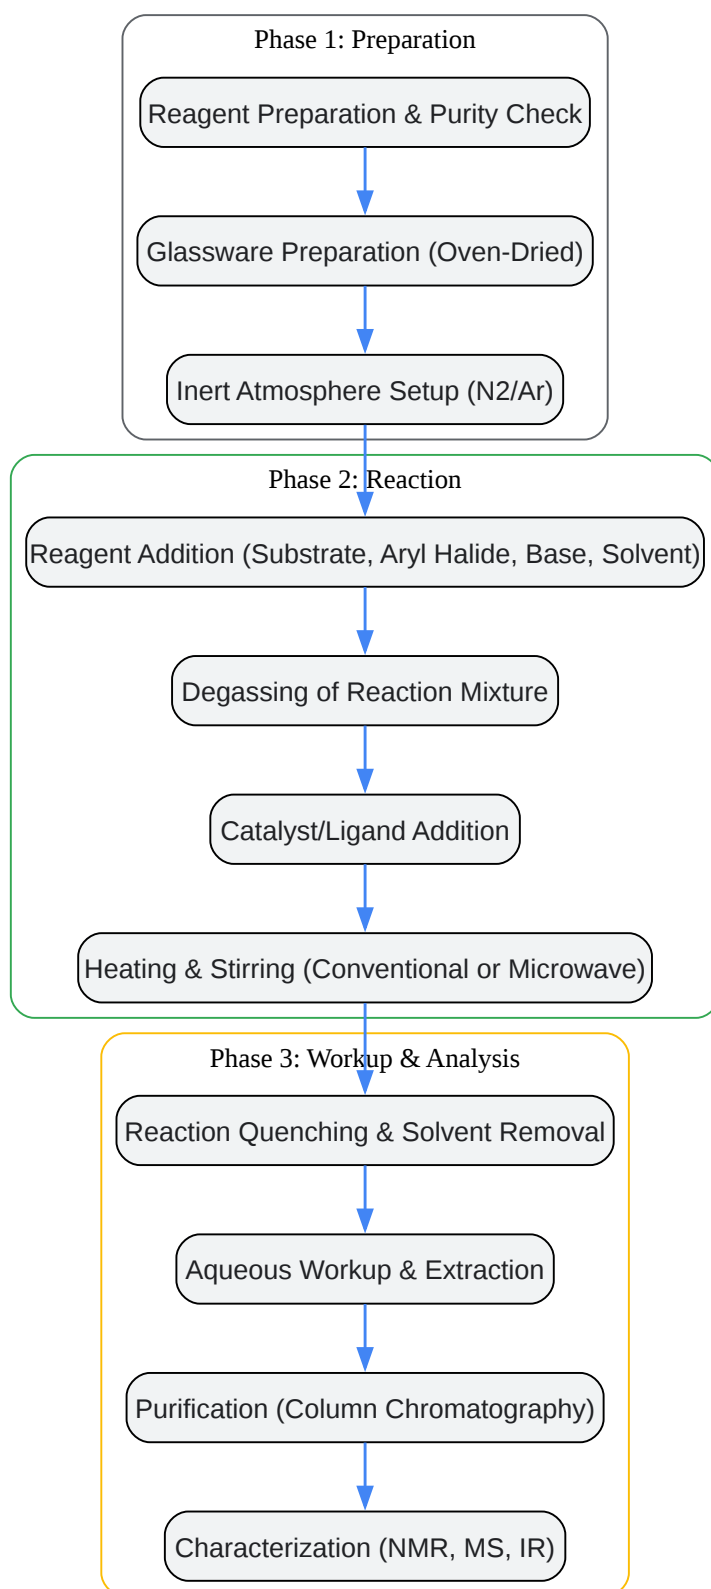 Phase 1: Preparation
Reagent Preparation & Purity Check
Glassware Preparation (Oven-Dried)
Inert Atmosphere Setup (N2/Ar)
Phase 2: Reaction
Reagent Addition (Substrate, Aryl Halide, Base, Solvent)
Degassing of Reaction Mixture
Catalyst/Ligand Addition
Heating & Stirring (Conventional or Microwave)
Phase 3: Workup & Analysis
Reaction Quenching & Solvent Removal
Aqueous Workup & Extraction
Purification (Column Chromatography)
Characterization (NMR, MS, IR)